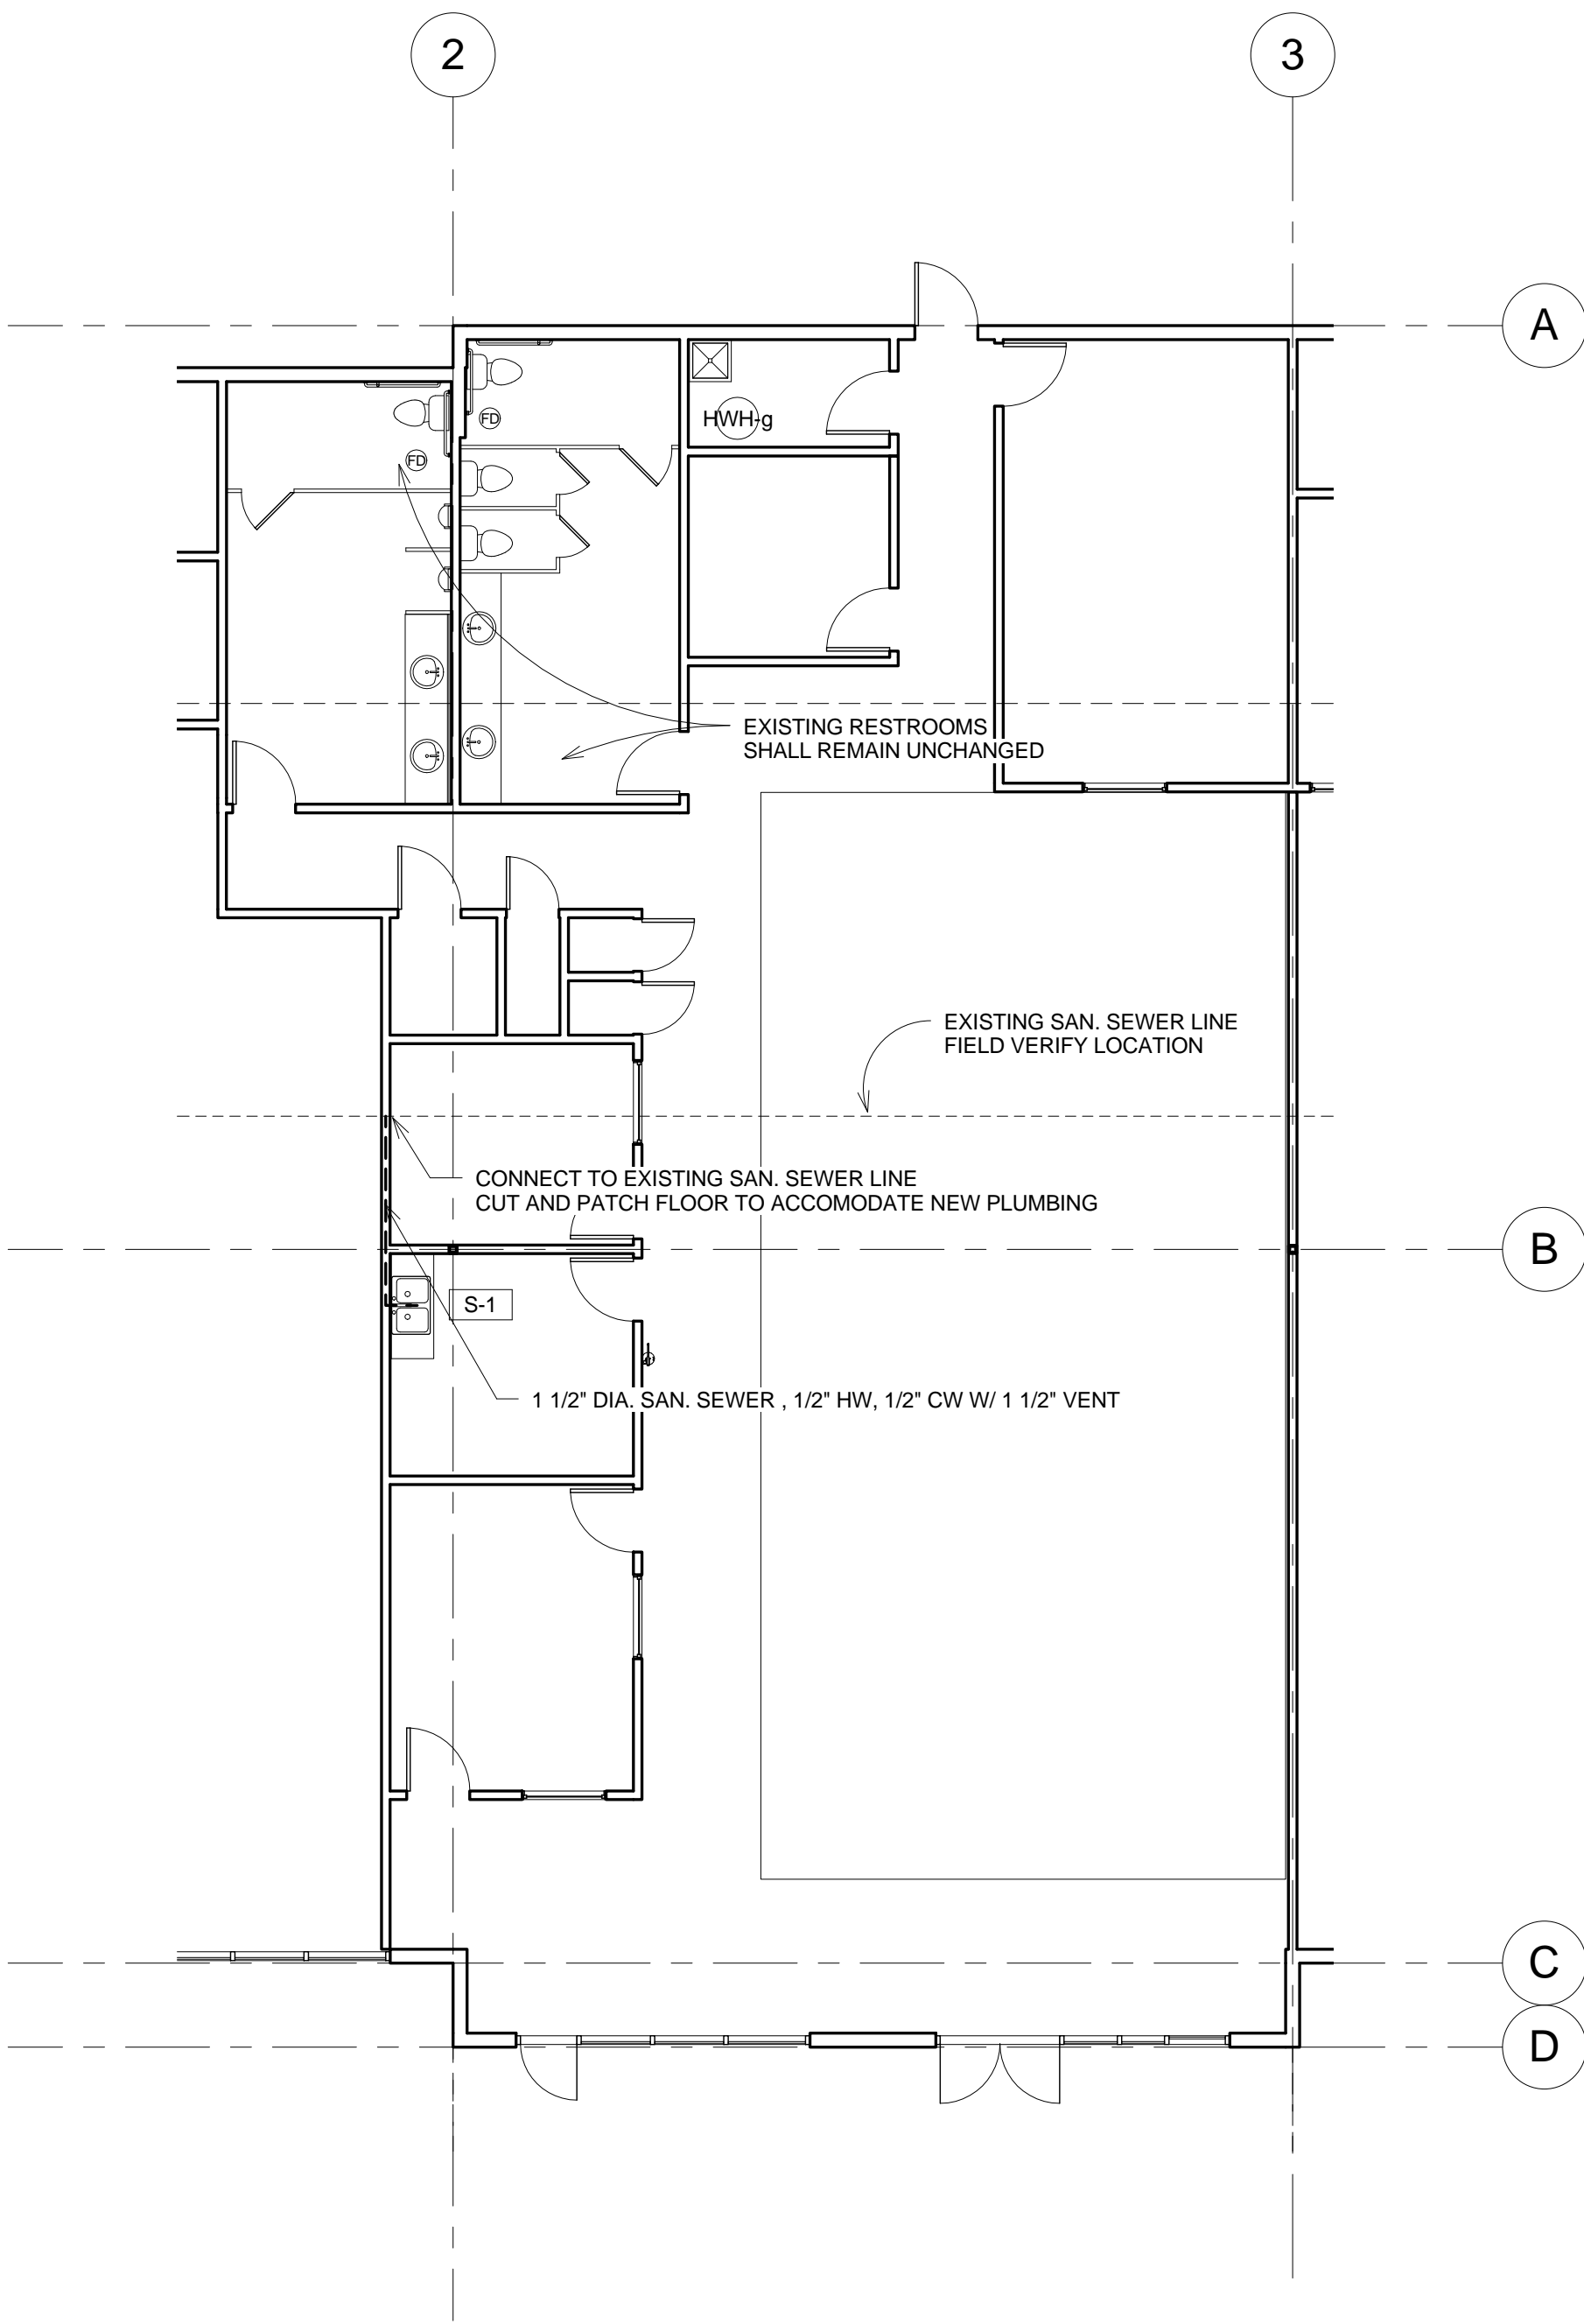 2
3
A
FD
HWH-g
FD
EXISTING RESTROOMS
SHALL REMAIN UNCHANGED
EXISTING SAN. SEWER LINE
FIELD VERIFY LOCATION
CONNECT TO EXISTING SAN. SEWER LINE
CUT AND PATCH FLOOR TO ACCOMODATE NEW PLUMBING
B
S-1
1 1/2" DIA. SAN. SEWER , 1/2" HW, 1/2" CW W/ 1 1/2" VENT
C
D